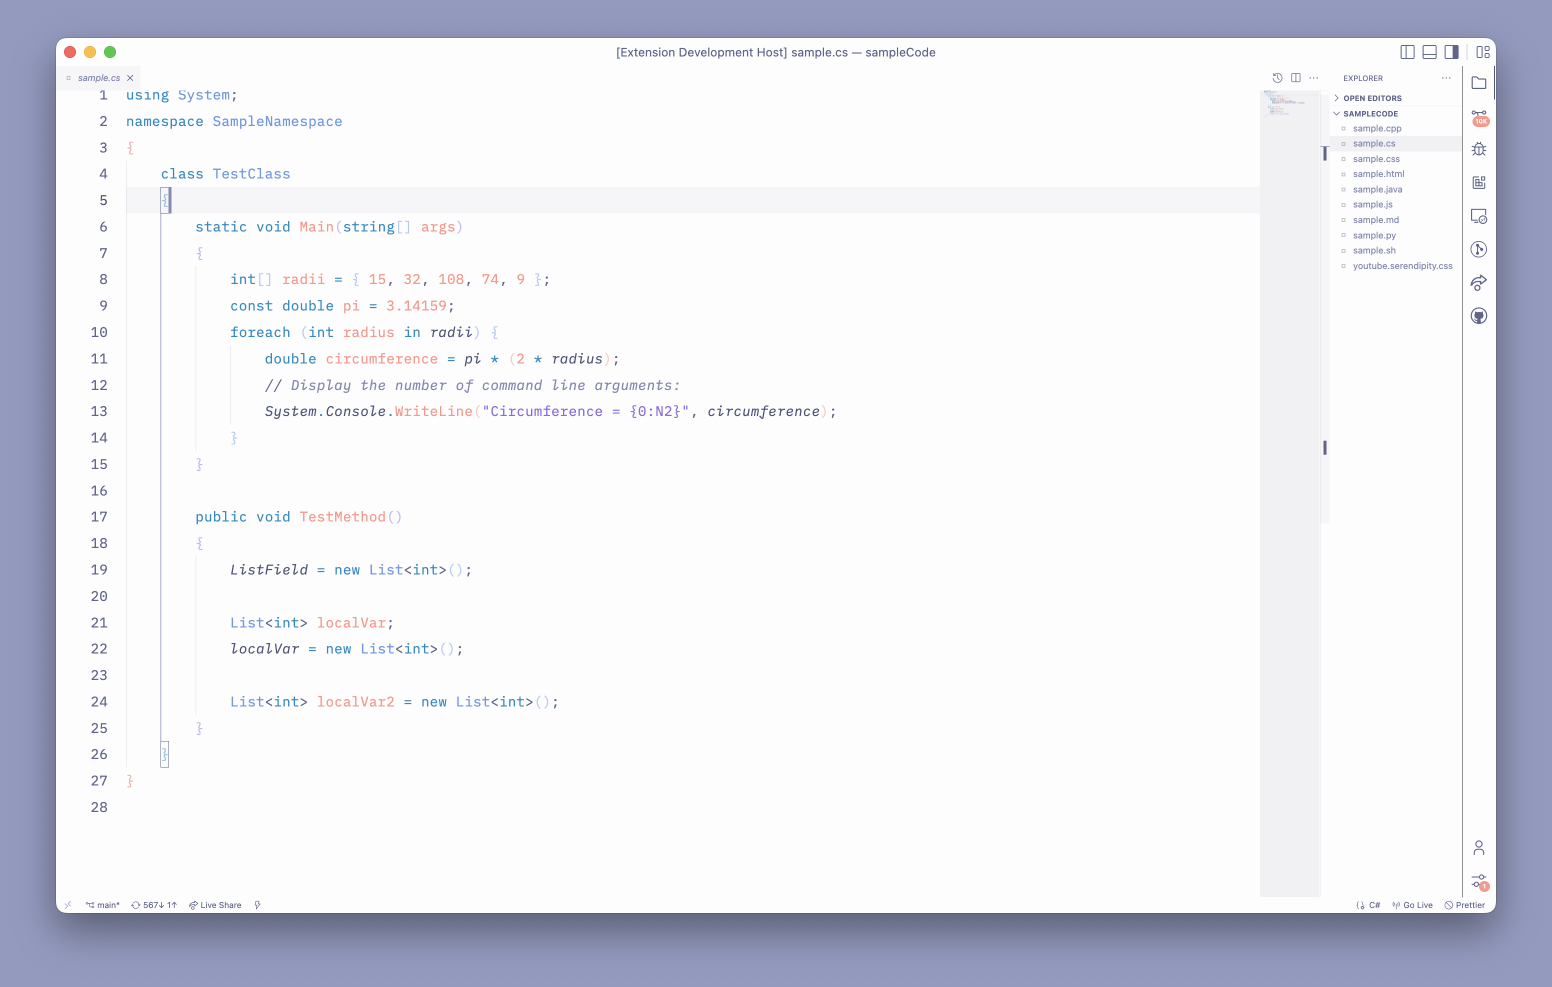 [Extension Development Host] sample.cs — sampleCode
sample.cs
1 using System;
2 namespace SampleNamespace
3 {
4 class TestClass
5 {
6 static void Main(string[] args)
7 {
8 int[] radii = { 15, 32, 108, 74, 9 };
9 const double pi = 3.14159;
10 foreach (int radius in radii) {
11 double circumference = pi * (2 * radius);
12 // Display the number of command line arguments:
13 System.Console.WriteLine("Circumference = {0:N2}", circumference);
14 }
15 }
16
17 public void TestMethod()
18 {
19 ListField = new List<int>();
20
21 List<int> localVar;
22 localVar = new List<int>();
23
24 List<int> localVar2 = new List<int>();
25 }
26 }
27 }
28
EXPLORER
OPEN EDITORS
SAMPLECODE
sample.cpp
sample.cs
sample.css
sample.html
sample.java
sample.js
sample.md
sample.py
sample.sh
youtube.serendipity.css
10K
1
main* 567↓ 1↑ Live Share
C# Go Live Prettier